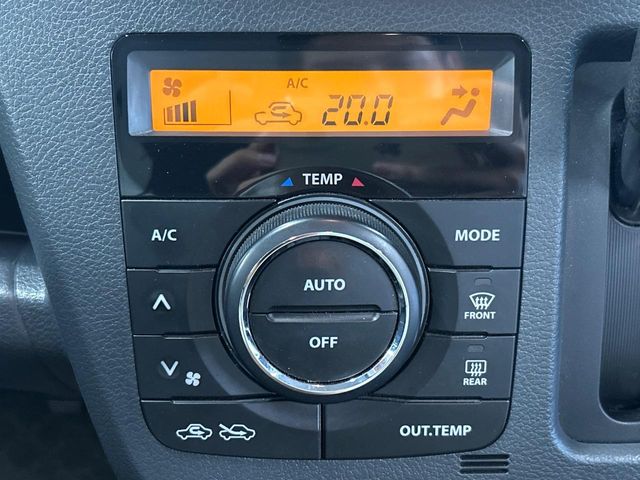 A/C
20.0
TEMP
A/C
MODE
AUTO
FRONT
OFF
REAR
OUT.TEMP